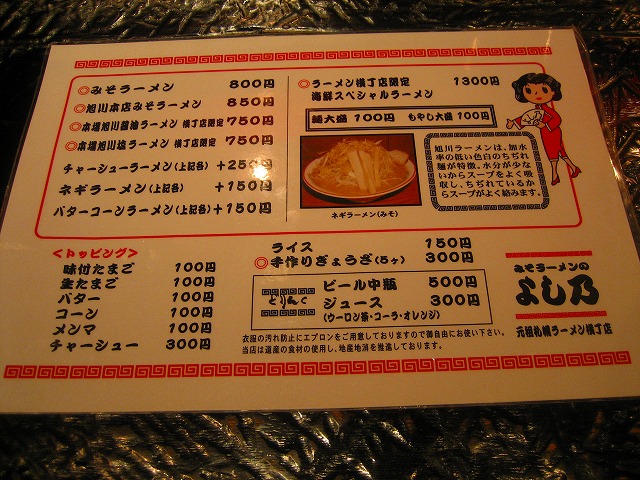 ◎みそラーメン 800円
◎旭川本店みそラーメン 850円
◎本場旭川醤油ラーメン 横丁店限定 750円
◎本場旭川塩ラーメン 横丁店限定 750円
チャーシューラーメン(上記各) +250円
ネギラーメン(上記各) +150円
バターコーンラーメン(上記各) +150円
◎ラーメン横丁店限定 1300円
海鮮スペシャルラーメン
麺大盛 100円 もやし大盛 100円
ネギラーメン(みそ)
旭川ラーメンは、加水
率の低い色白のちぢれ
麺が特徴。水分が少な
いからスープをよく吸
収し、ちぢれているか
らスープがよく絡みます。
<トッピング>
味付たまご 100円
生たまご 100円
バター 100円
コーン 100円
メンマ 100円
チャーシュー 300円
ライス 150円
◎手作りぎょうざ(5ヶ) 300円
どりんく
ビール中瓶 500円
ジュース 300円
(ウーロン茶・コーラ・オレンジ)
衣服の汚れ防止にエプロンをご用意しておりますので御自由にお使い下さい。
当店は道産の食材の使用し、地産地消を推進しております。
みそラーメンの
よし乃
元祖札幌ラーメン横丁店